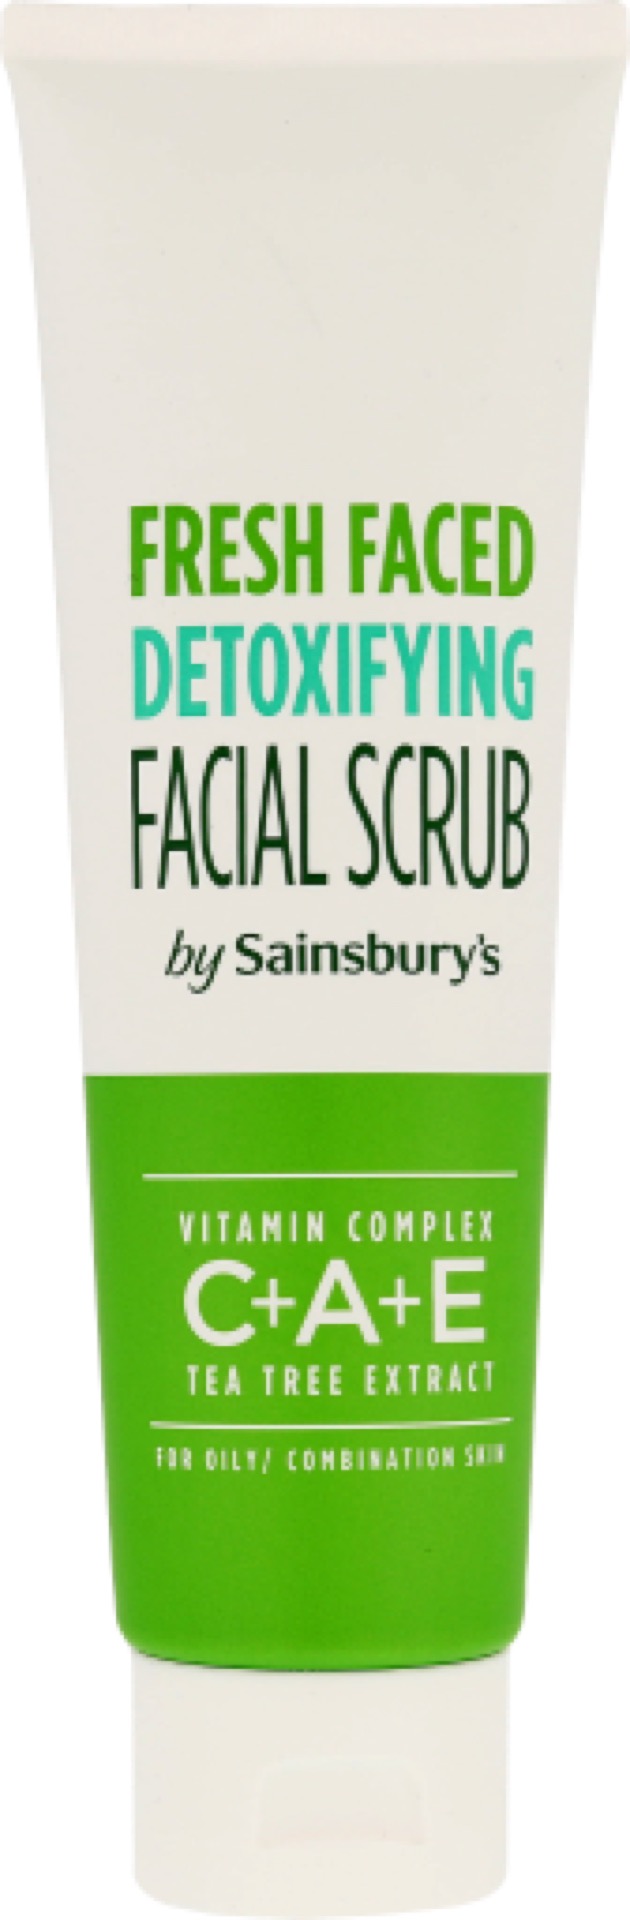 FRESH FACED
DETOXIFYING
FACIAL SCRUB
by Sainsbury's
VITAMIN COMPLEX
C+A+E
TEA TREE EXTRACT
FOR OILY/ COMBINATION SKIN